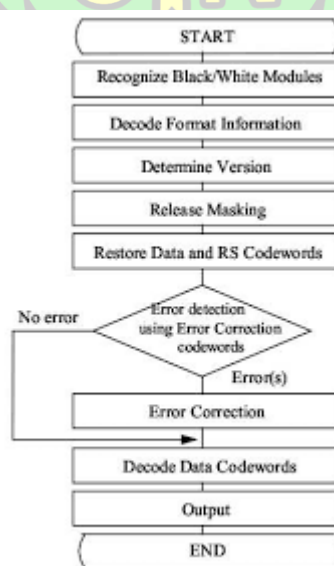 START
Recognize Black/White Modules
Decode Format Information
Determine Version
Release Masking
Restore Data and RS Codewords
No error
Error detection
using Error Correction
codewords
Error(s)
Error Correction
Decode Data Codewords
Output
END